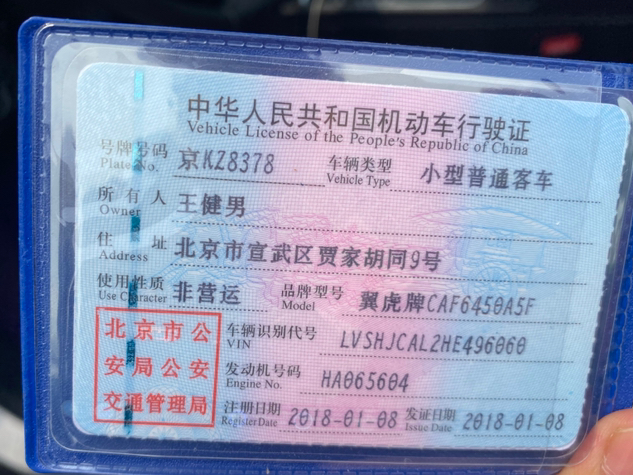 中华人民共和国机动车行驶证
Vehicle License of the People's Republic of China
号牌号码 京KZ8378 车辆类型 小型普通客车
Plate No. Vehicle Type
所有人 王健男
Owner
住址 北京市宣武区贾家胡同9号
Address
使用性质 非营运 品牌型号 翼虎牌CAF6450A5F
Use Character Model
北京市公
安局公安
交通管理局
车辆识别代号 LVSHJCAL2HE496060
VIN
发动机号码 HA065604
Engine No.
注册日期 2018-01-08 发证日期 2018-01-08
Register Date Issue Date